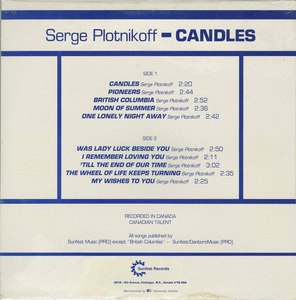 Serge Plotnikoff - CANDLES
SIDE 1
CANDLES Serge Plotnikoff 2:20
PIONEERS Serge Plotnikoff 2:44
BRITISH COLUMBIA Serge Plotnikoff 2:52
MOON OF SUMMER Serge Plotnikoff 2:36
ONE LONELY NIGHT AWAY Serge Plotnikoff 2:42
SIDE 2
WAS LADY LUCK BESIDE YOU Serge Plotnikoff 2:50
I REMEMBER LOVING YOU Serge Plotnikoff 2:11
'TILL THE END OF OUR TIME Serge Plotnikoff 3:02
THE WHEEL OF LIFE KEEPS TURNING Serge Plotnikoff 2:35
MY WISHES TO YOU Serge Plotnikoff 2:25
RECORDED IN CANADA
CANADIAN TALENT
All songs published by
Sunfest Music (PRO) except "British Columbia" - Sunfest/DanboroMusic (PRO)
Sunfest Records
4th Avenue, Castlegar, B.C., Canada